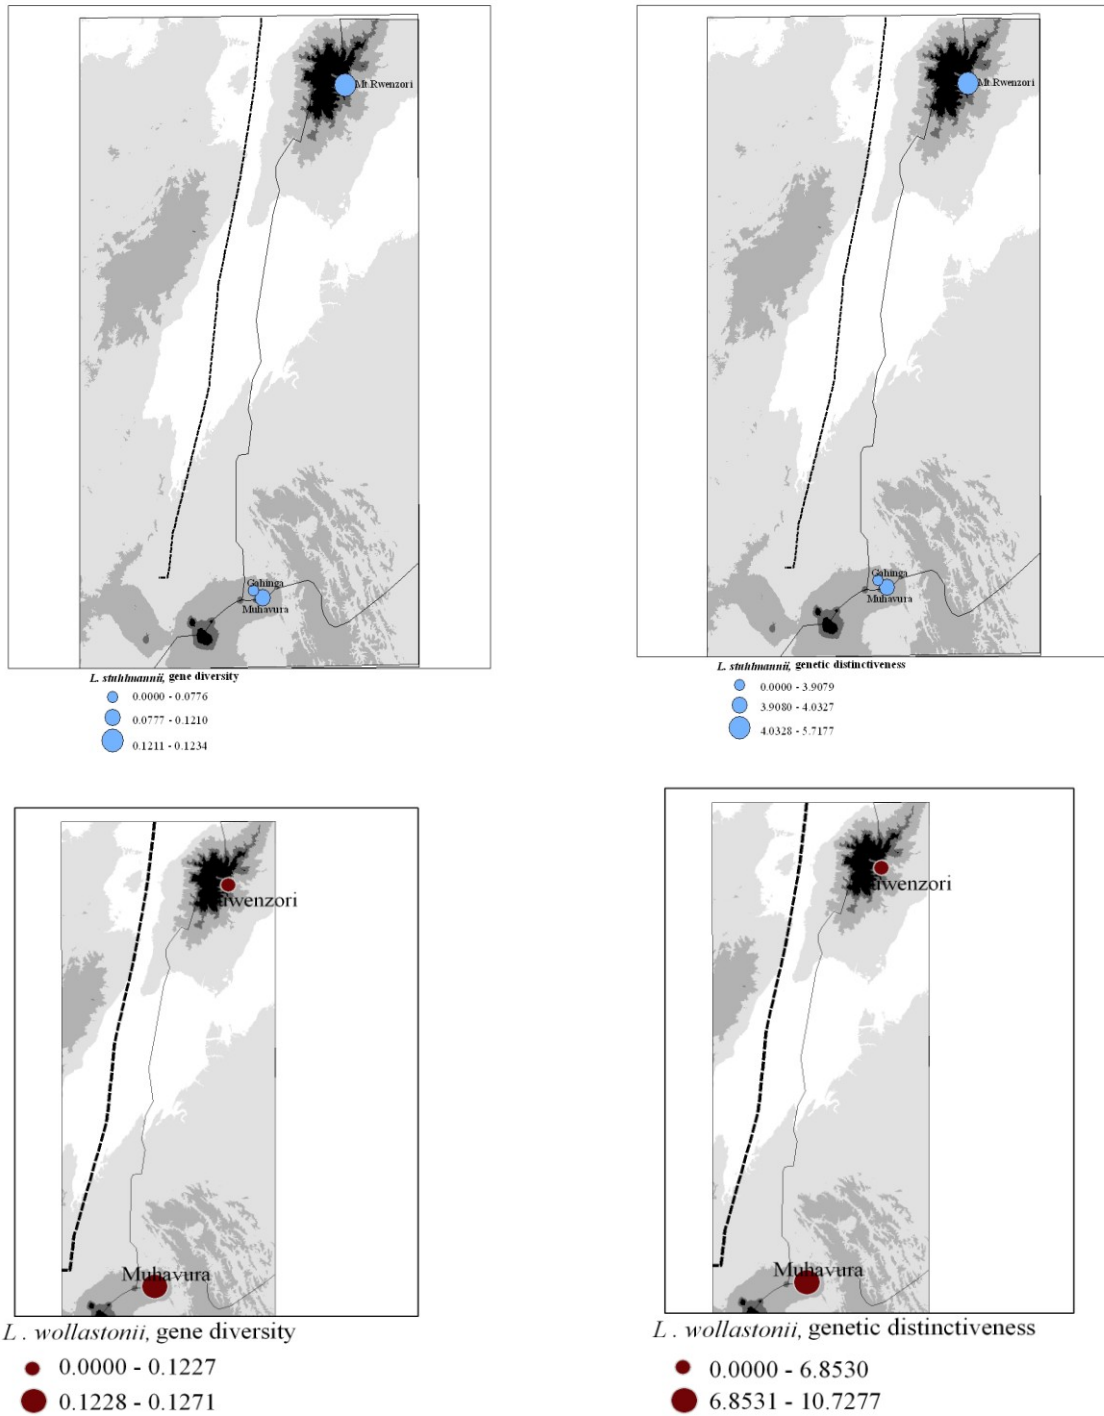 Mt.Rwenzori
Gahinga
Muhavura
L. stuhlmannii, gene diversity
0.0000 - 0.0776
0.0777 - 0.1210
0.1211 - 0.1234
Mt.Rwenzori
Gahinga
Muhavura
L. stuhlmannii, genetic distinctiveness
0.0000 - 3.9079
3.9080 - 4.0327
4.0328 - 5.7177
uwenzori
Muhavura
L . wollastonii, gene diversity
0.0000 - 0.1227
0.1228 - 0.1271
uwenzori
Muhavura
L . wollastonii, genetic distinctiveness
0.0000 - 6.8530
6.8531 - 10.7277